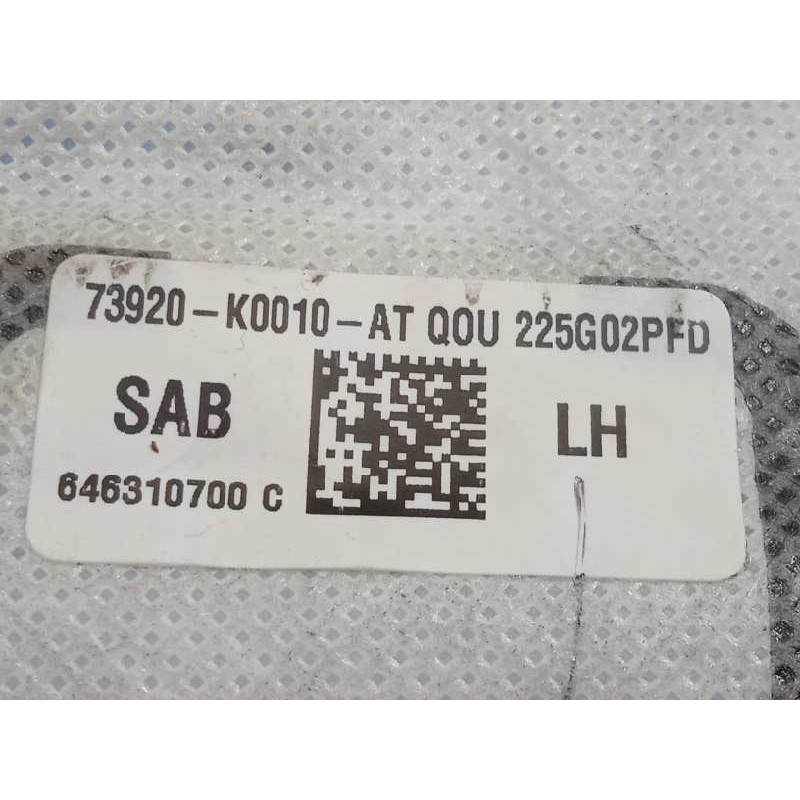 73920-K0010-AT QOU 225G02PFD
SAB
LH
646310700 C